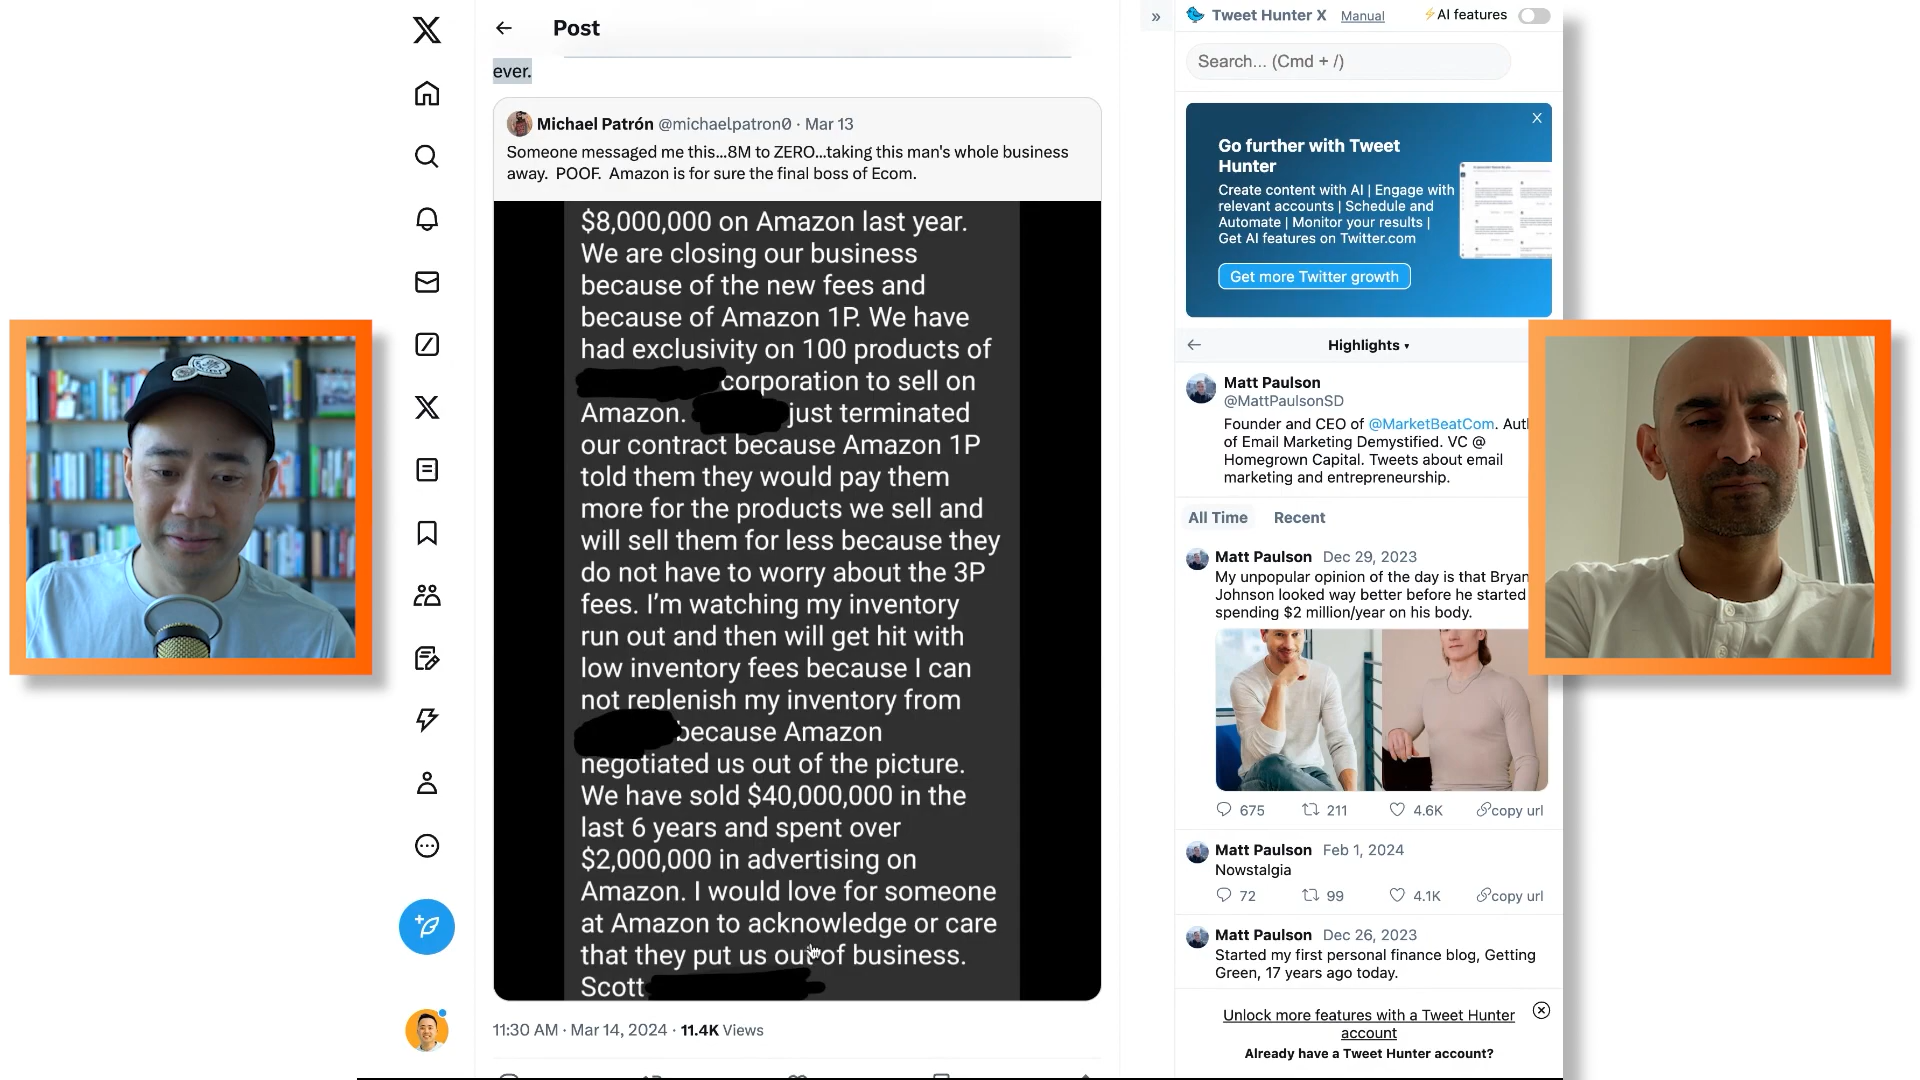 Post
ever.
Michael Patrón @michaelpatron0 · Mar 13
Someone messaged me this...8M to ZERO...taking this man's whole business
away. POOF. Amazon is for sure the final boss of Ecom.
$8,000,000 on Amazon last year.
We are closing our business
because of the new fees and
because of Amazon 1P. We have
had exclusivity on 100 products of
corporation to sell on
Amazon. just terminated
our contract because Amazon 1P
told them they would pay them
more for the products we sell and
will sell them for less because they
do not have to worry about the 3P
fees. I'm watching my inventory
run out and then will get hit with
low inventory fees because I can
not replenish my inventory from
because Amazon
negotiated us out of the picture.
We have sold $40,000,000 in the
last 6 years and spent over
$2,000,000 in advertising on
Amazon. I would love for someone
at Amazon to acknowledge or care
that they put us out of business.
Scott
11:30 AM · Mar 14, 2024 · 11.4K Views
Tweet Hunter X Manual ⚡AI features
Search... (Cmd + /)
Go further with Tweet
Hunter
Create content with AI | Engage with
relevant accounts | Schedule and
Automate | Monitor your results |
Get AI features on Twitter.com
Get more Twitter growth
Highlights
Matt Paulson
@MattPaulsonSD
Founder and CEO of @MarketBeatCom.
of Email Marketing Demystified. VC @
Homegrown Capital. Tweets about email
marketing and entrepreneurship.
All Time Recent
Matt Paulson Dec 29, 2023
My unpopular opinion of the day is that Bryan
Johnson looked way better before he started
spending $2 million/year on his body.
675 211 4.6K copy url
Matt Paulson Feb 1, 2024
Nowstalgia
72 99 4.1K copy url
Matt Paulson Dec 26, 2023
Started my first personal finance blog, Getting
Green, 17 years ago today.
Unlock more features with a Tweet Hunter
account
Already have a Tweet Hunter account?